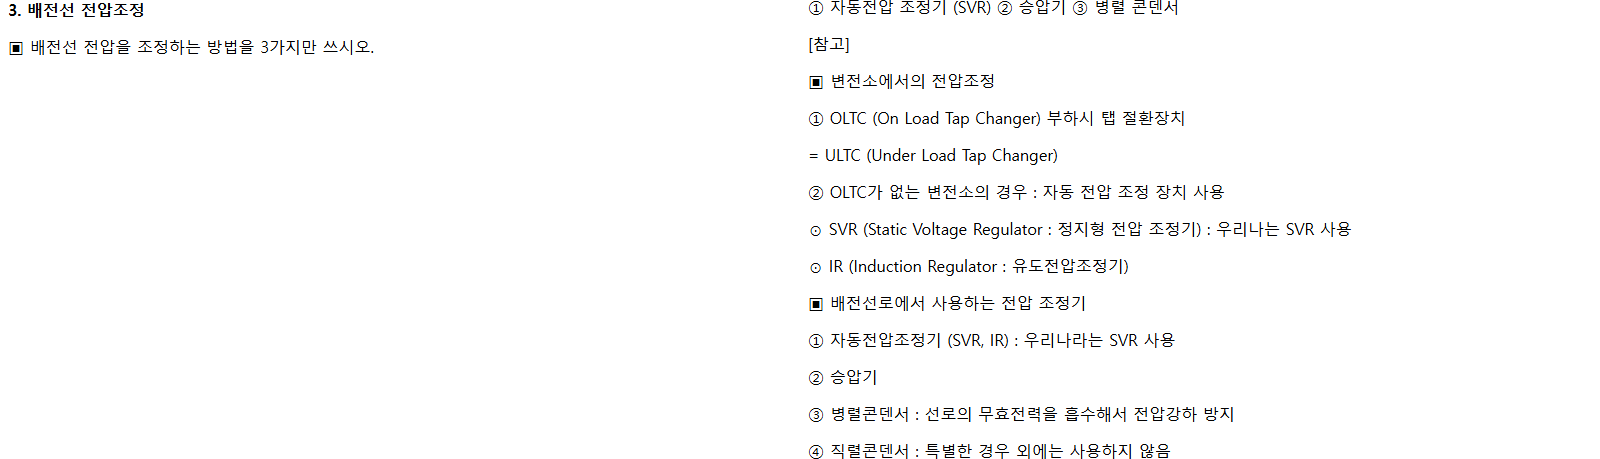 3. 배전선 전압조정
▣ 배전선 전압을 조정하는 방법을 3가지만 쓰시오.
① 자동전압 조정기 (SVR) ② 승압기 ③ 병렬 콘덴서
[참고]
▣ 변전소에서의 전압조정
① OLTC (On Load Tap Changer) 부하시 탭 절환장치
= ULTC (Under Load Tap Changer)
② OLTC가 없는 변전소의 경우 : 자동 전압 조정 장치 사용
⊙ SVR (Static Voltage Regulator : 정지형 전압 조정기) : 우리나는 SVR 사용
⊙ IR (Induction Regulator : 유도전압조정기)
▣ 배전선로에서 사용하는 전압 조정기
① 자동전압조정기 (SVR, IR) : 우리나라는 SVR 사용
② 승압기
③ 병렬콘덴서 : 선로의 무효전력을 흡수해서 전압강하 방지
④ 직렬콘덴서 : 특별한 경우 외에는 사용하지 않음